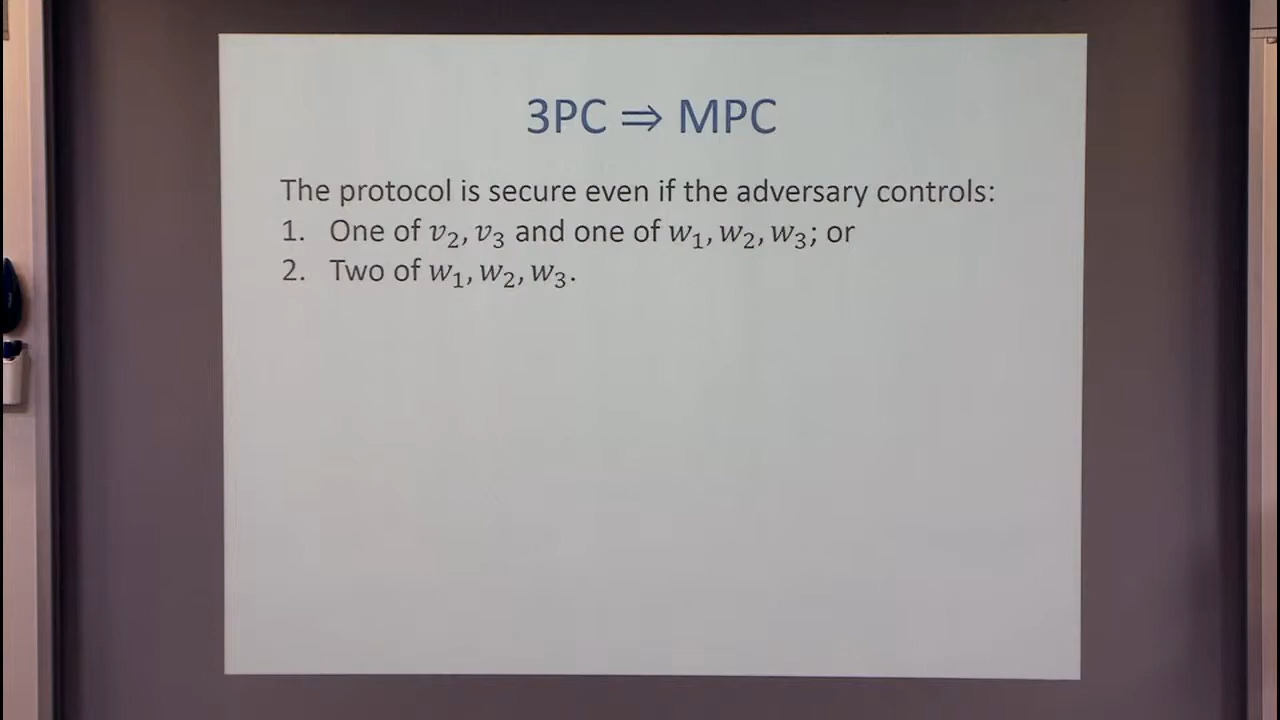 3PC ⇒ MPC
The protocol is secure even if the adversary controls:
1. One of v₂, v₃ and one of w₁, w₂, w₃; or
2. Two of w₁, w₂, w₃.